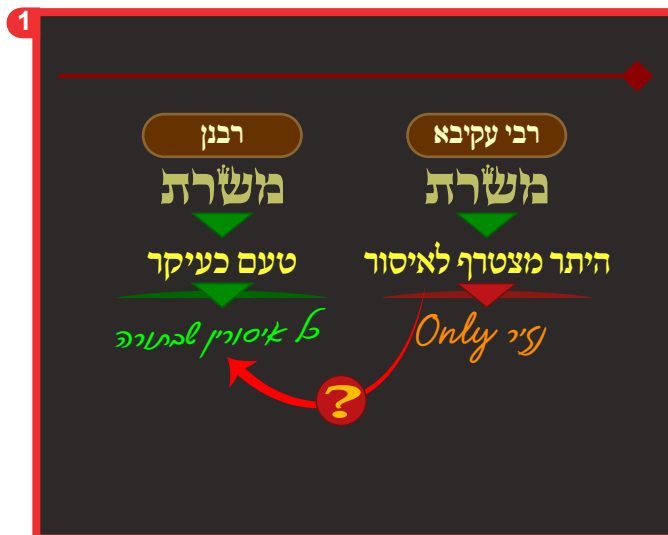 1
רבי עקיבא
רבנן
משרת
משרת
היתר מצטרף לאיסור
טעם כעיקר
נזיר Only
כל איסורין שבתורה
?